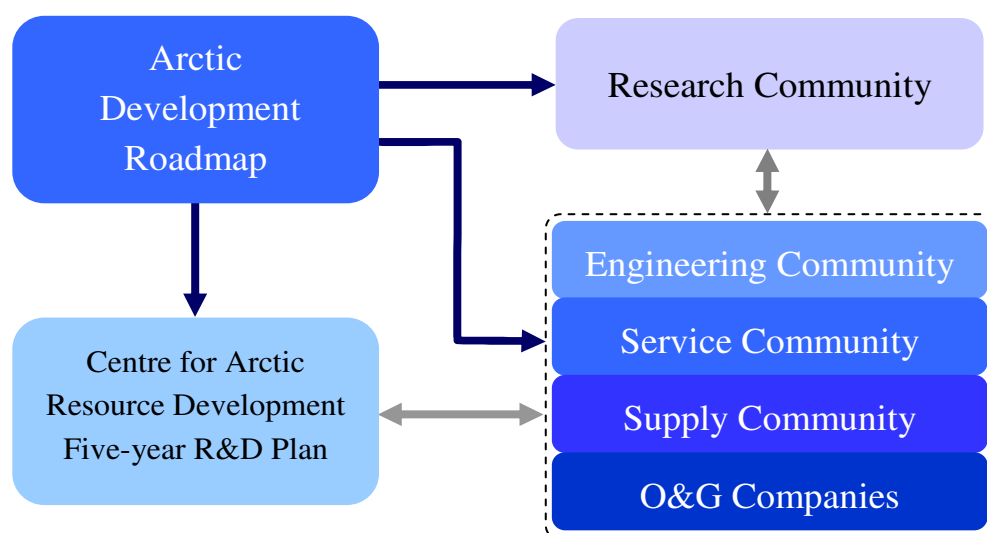 Arctic
Development
Roadmap
Research Community
Engineering Community
Service Community
Supply Community
O&G Companies
Centre for Arctic
Resource Development
Five-year R&D Plan